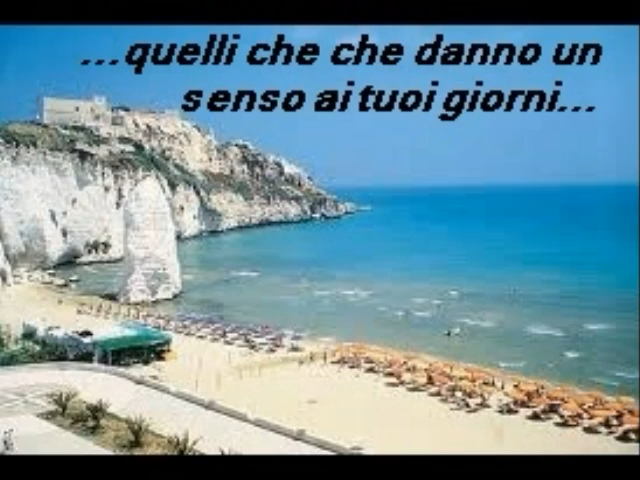 ...quelli che che danno un
senso ai tuoi giorni...